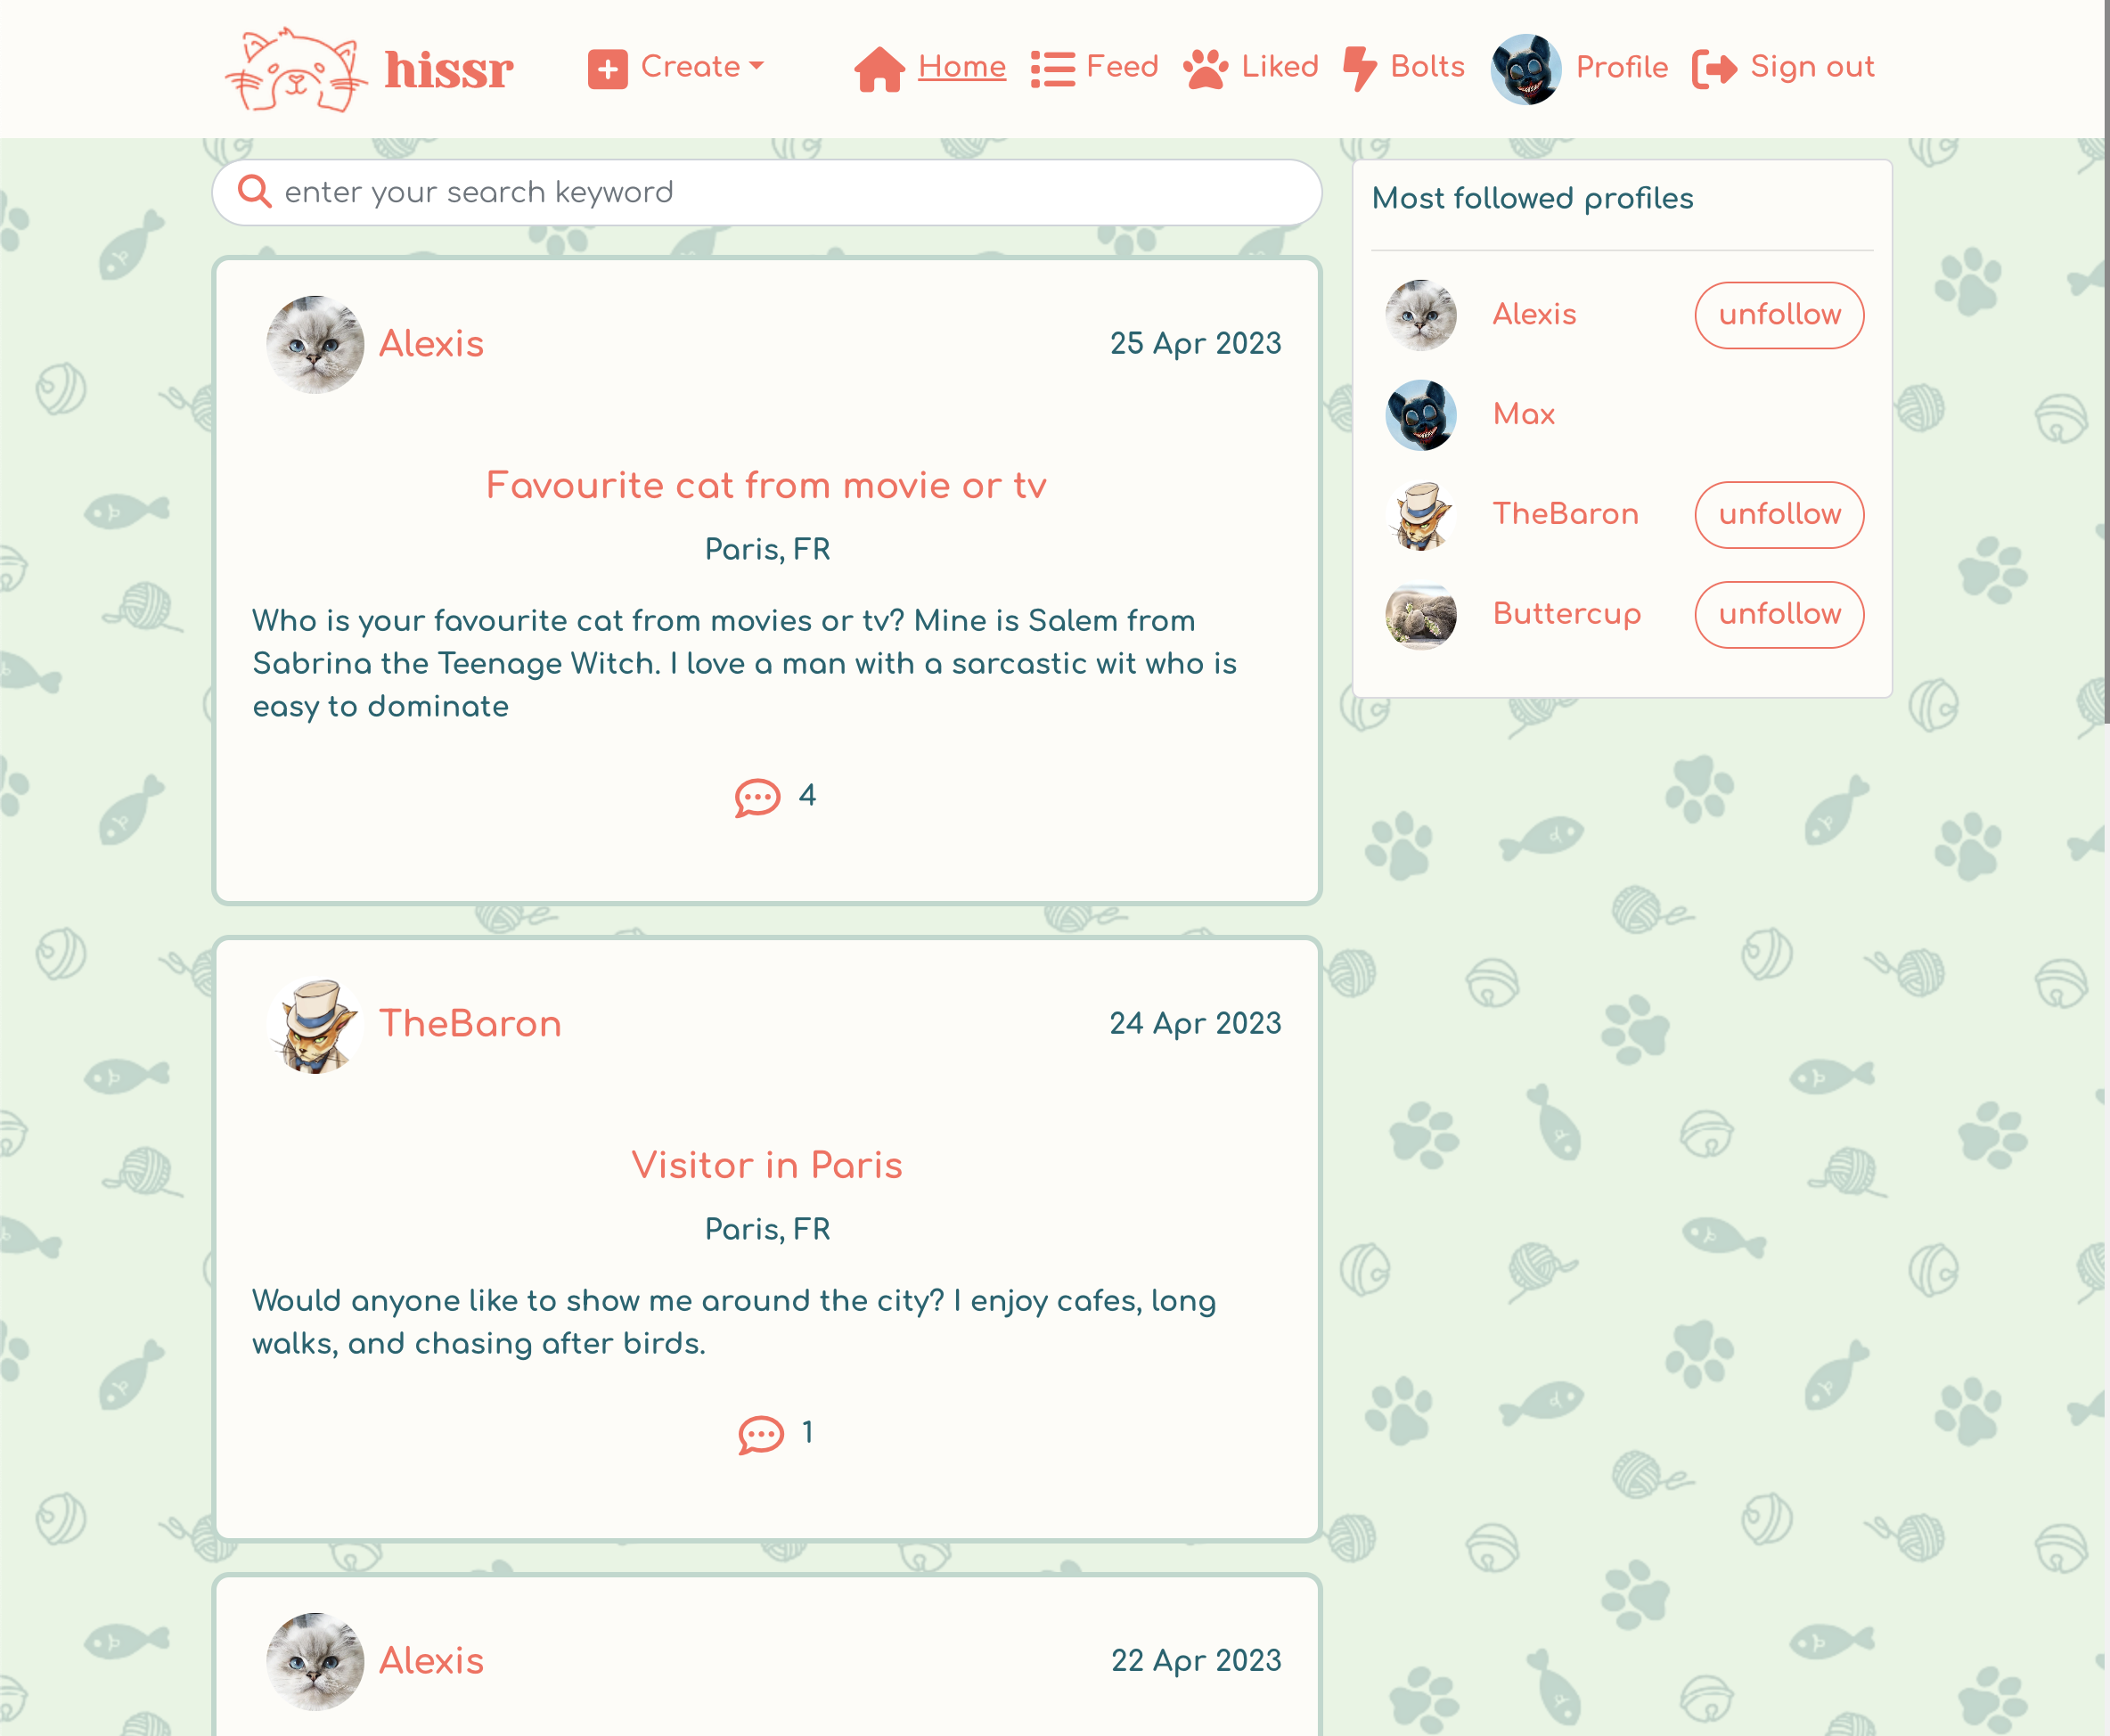 hissr
Create
Home
Feed
Liked
Bolts
Profile
Sign out
enter your search keyword
Alexis
25 Apr 2023
Favourite cat from movie or tv
Paris, FR
Who is your favourite cat from movies or tv? Mine is Salem from
Sabrina the Teenage Witch. I love a man with a sarcastic wit who is
easy to dominate
4
TheBaron
24 Apr 2023
Visitor in Paris
Paris, FR
Would anyone like to show me around the city? I enjoy cafes, long
walks, and chasing after birds.
1
Alexis
22 Apr 2023
Most followed profiles
Alexis
unfollow
Max
TheBaron
unfollow
Buttercup
unfollow